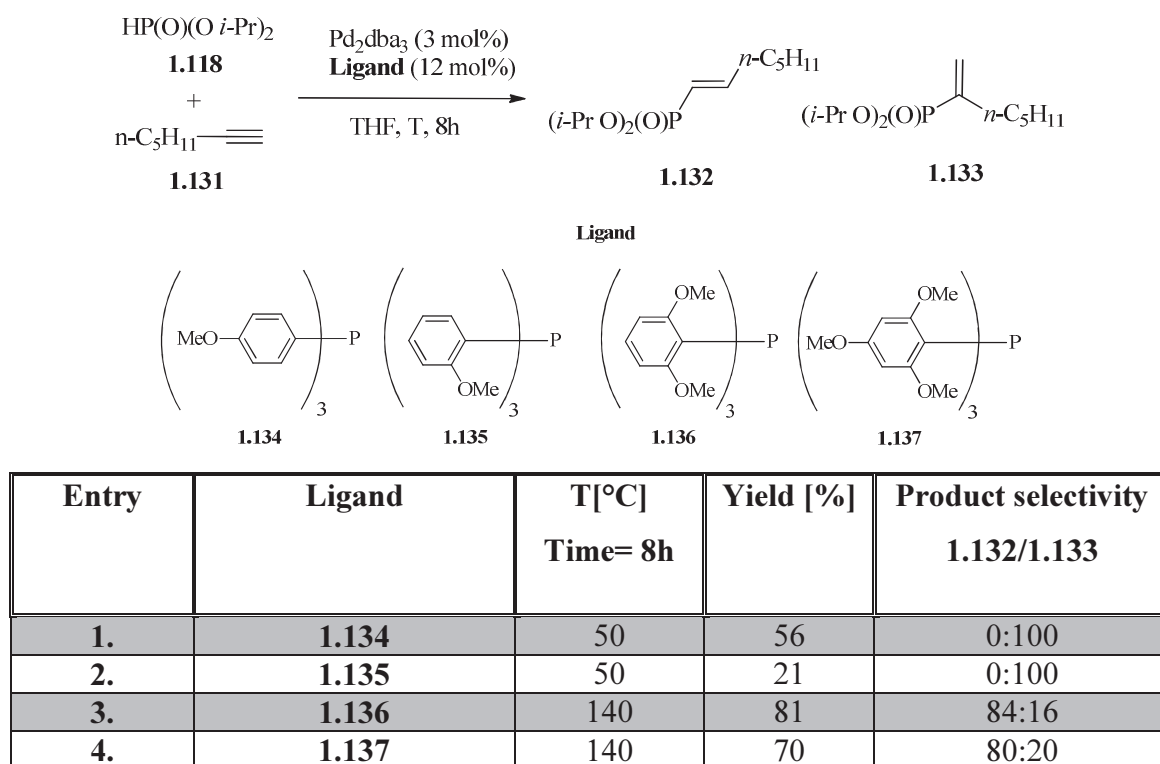 HP(O)(O i-Pr)2
1.118
+
n-C5H11
1.131
Pd2dba3 (3 mol%)
Ligand (12 mol%)
THF, T, 8h
n-C5H11
(i-Pr O)2(O)P
1.132
(i-Pr O)2(O)P
n-C5H11
1.133
Ligand
MeO
P
3
1.134
OMe
P
3
1.135
OMe
OMe
P
3
1.136
OMe
MeO
OMe
P
3
1.137
Entry Ligand T[°C] Yield [%] Product selectivity
Time= 8h 1.132/1.133
1. 1.134 50 56 0:100
2. 1.135 50 21 0:100
3. 1.136 140 81 84:16
4. 1.137 140 70 80:20